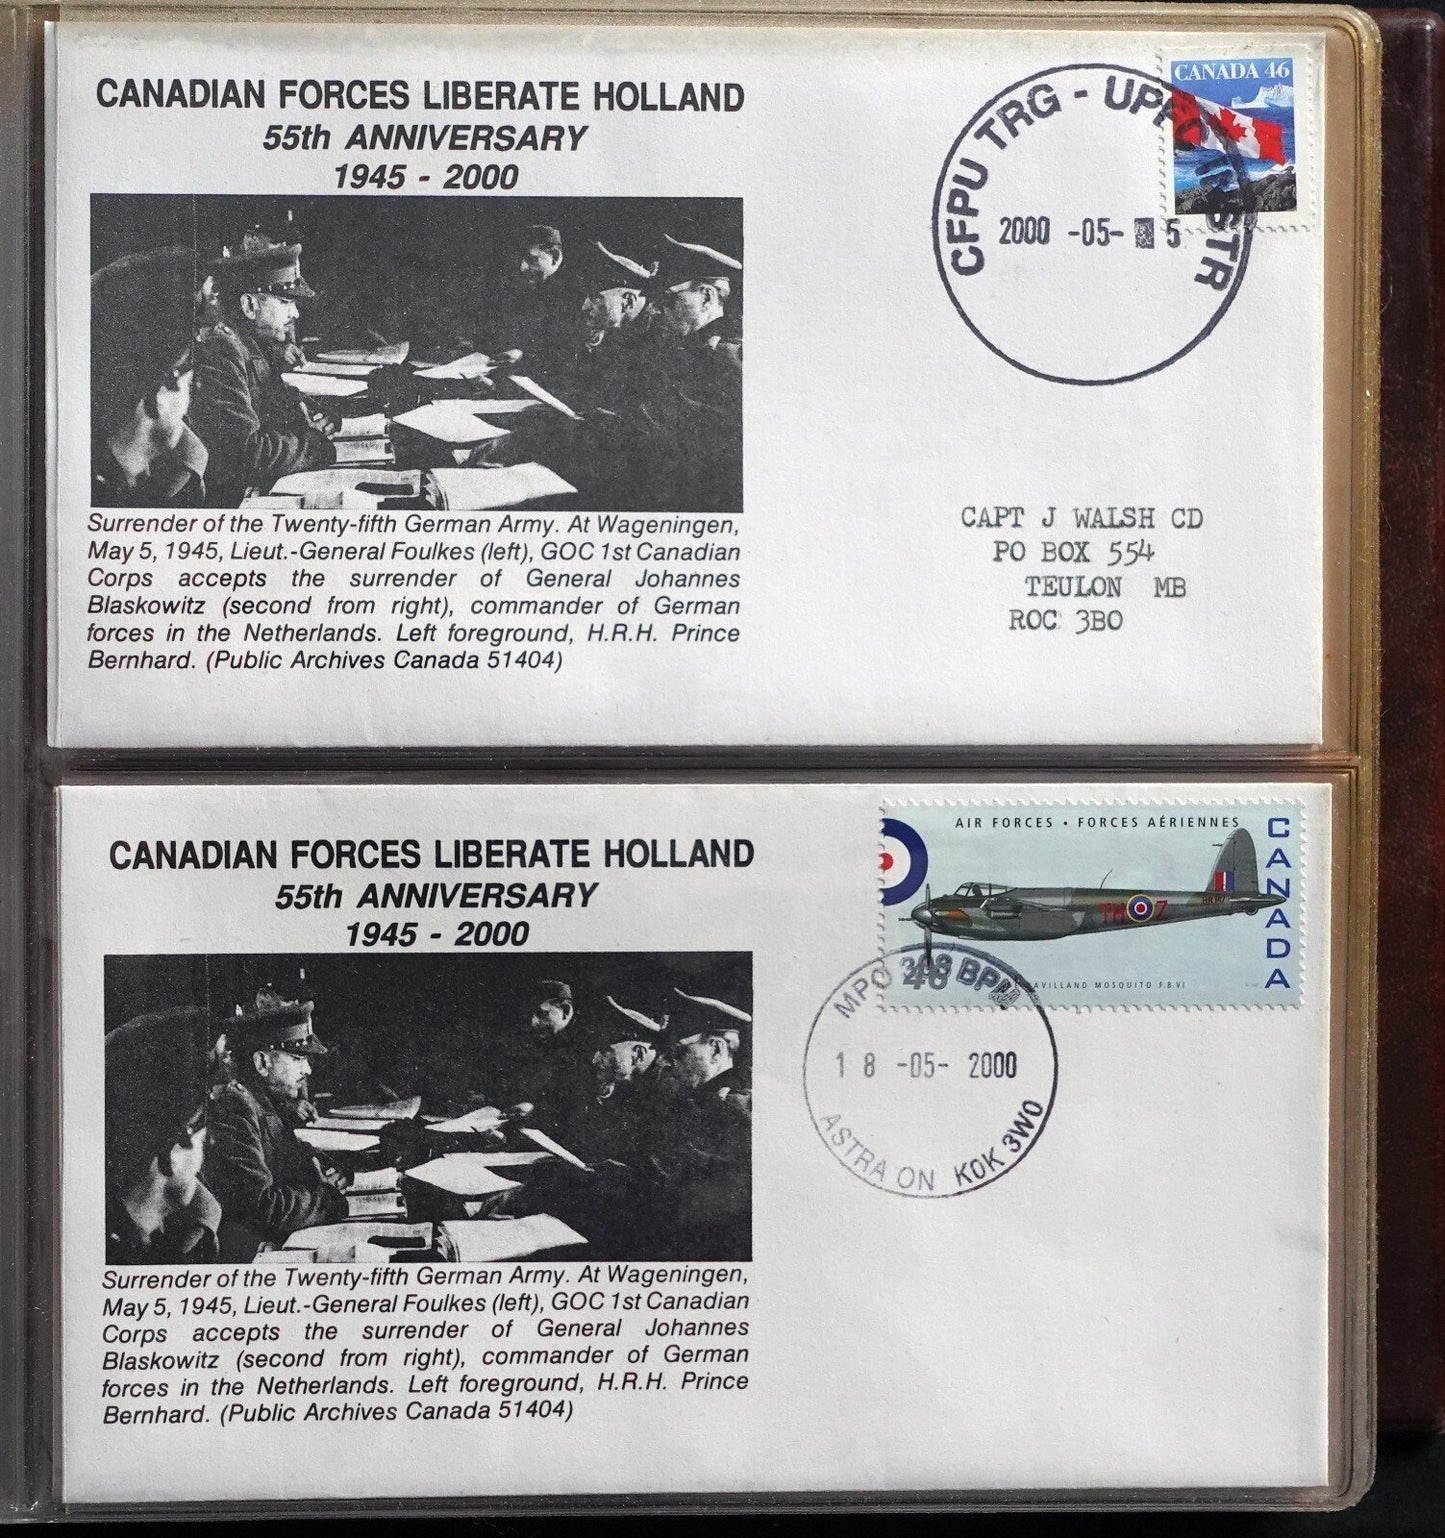 CANADIAN FORCES LIBERATE HOLLAND
55th ANNIVERSARY
1945 - 2000
CANADA 46
CFPU TRG - UPFC INSTR
2000 -05- 5
Surrender of the Twenty-fifth German Army. At Wageningen,
May 5, 1945, Lieut.-General Foulkes (left), GOC 1st Canadian
Corps accepts the surrender of General Johannes
Blaskowitz (second from right), commander of German
forces in the Netherlands. Left foreground, H.R.H. Prince
Bernhard. (Public Archives Canada 51404)
CAPT J WALSH CD
PO BOX 554
TEULON MB
ROC 3BO
CANADIAN FORCES LIBERATE HOLLAND
55th ANNIVERSARY
1945 - 2000
AIR FORCES • FORCES AÉRIENNES
CANADA
46
MOSQUITO F.B.VI
MPO 308 BPM
18 -05- 2000
ASTRA ON K0K 3W0
Surrender of the Twenty-fifth German Army. At Wageningen,
May 5, 1945, Lieut.-General Foulkes (left), GOC 1st Canadian
Corps accepts the surrender of General Johannes
Blaskowitz (second from right), commander of German
forces in the Netherlands. Left foreground, H.R.H. Prince
Bernhard. (Public Archives Canada 51404)